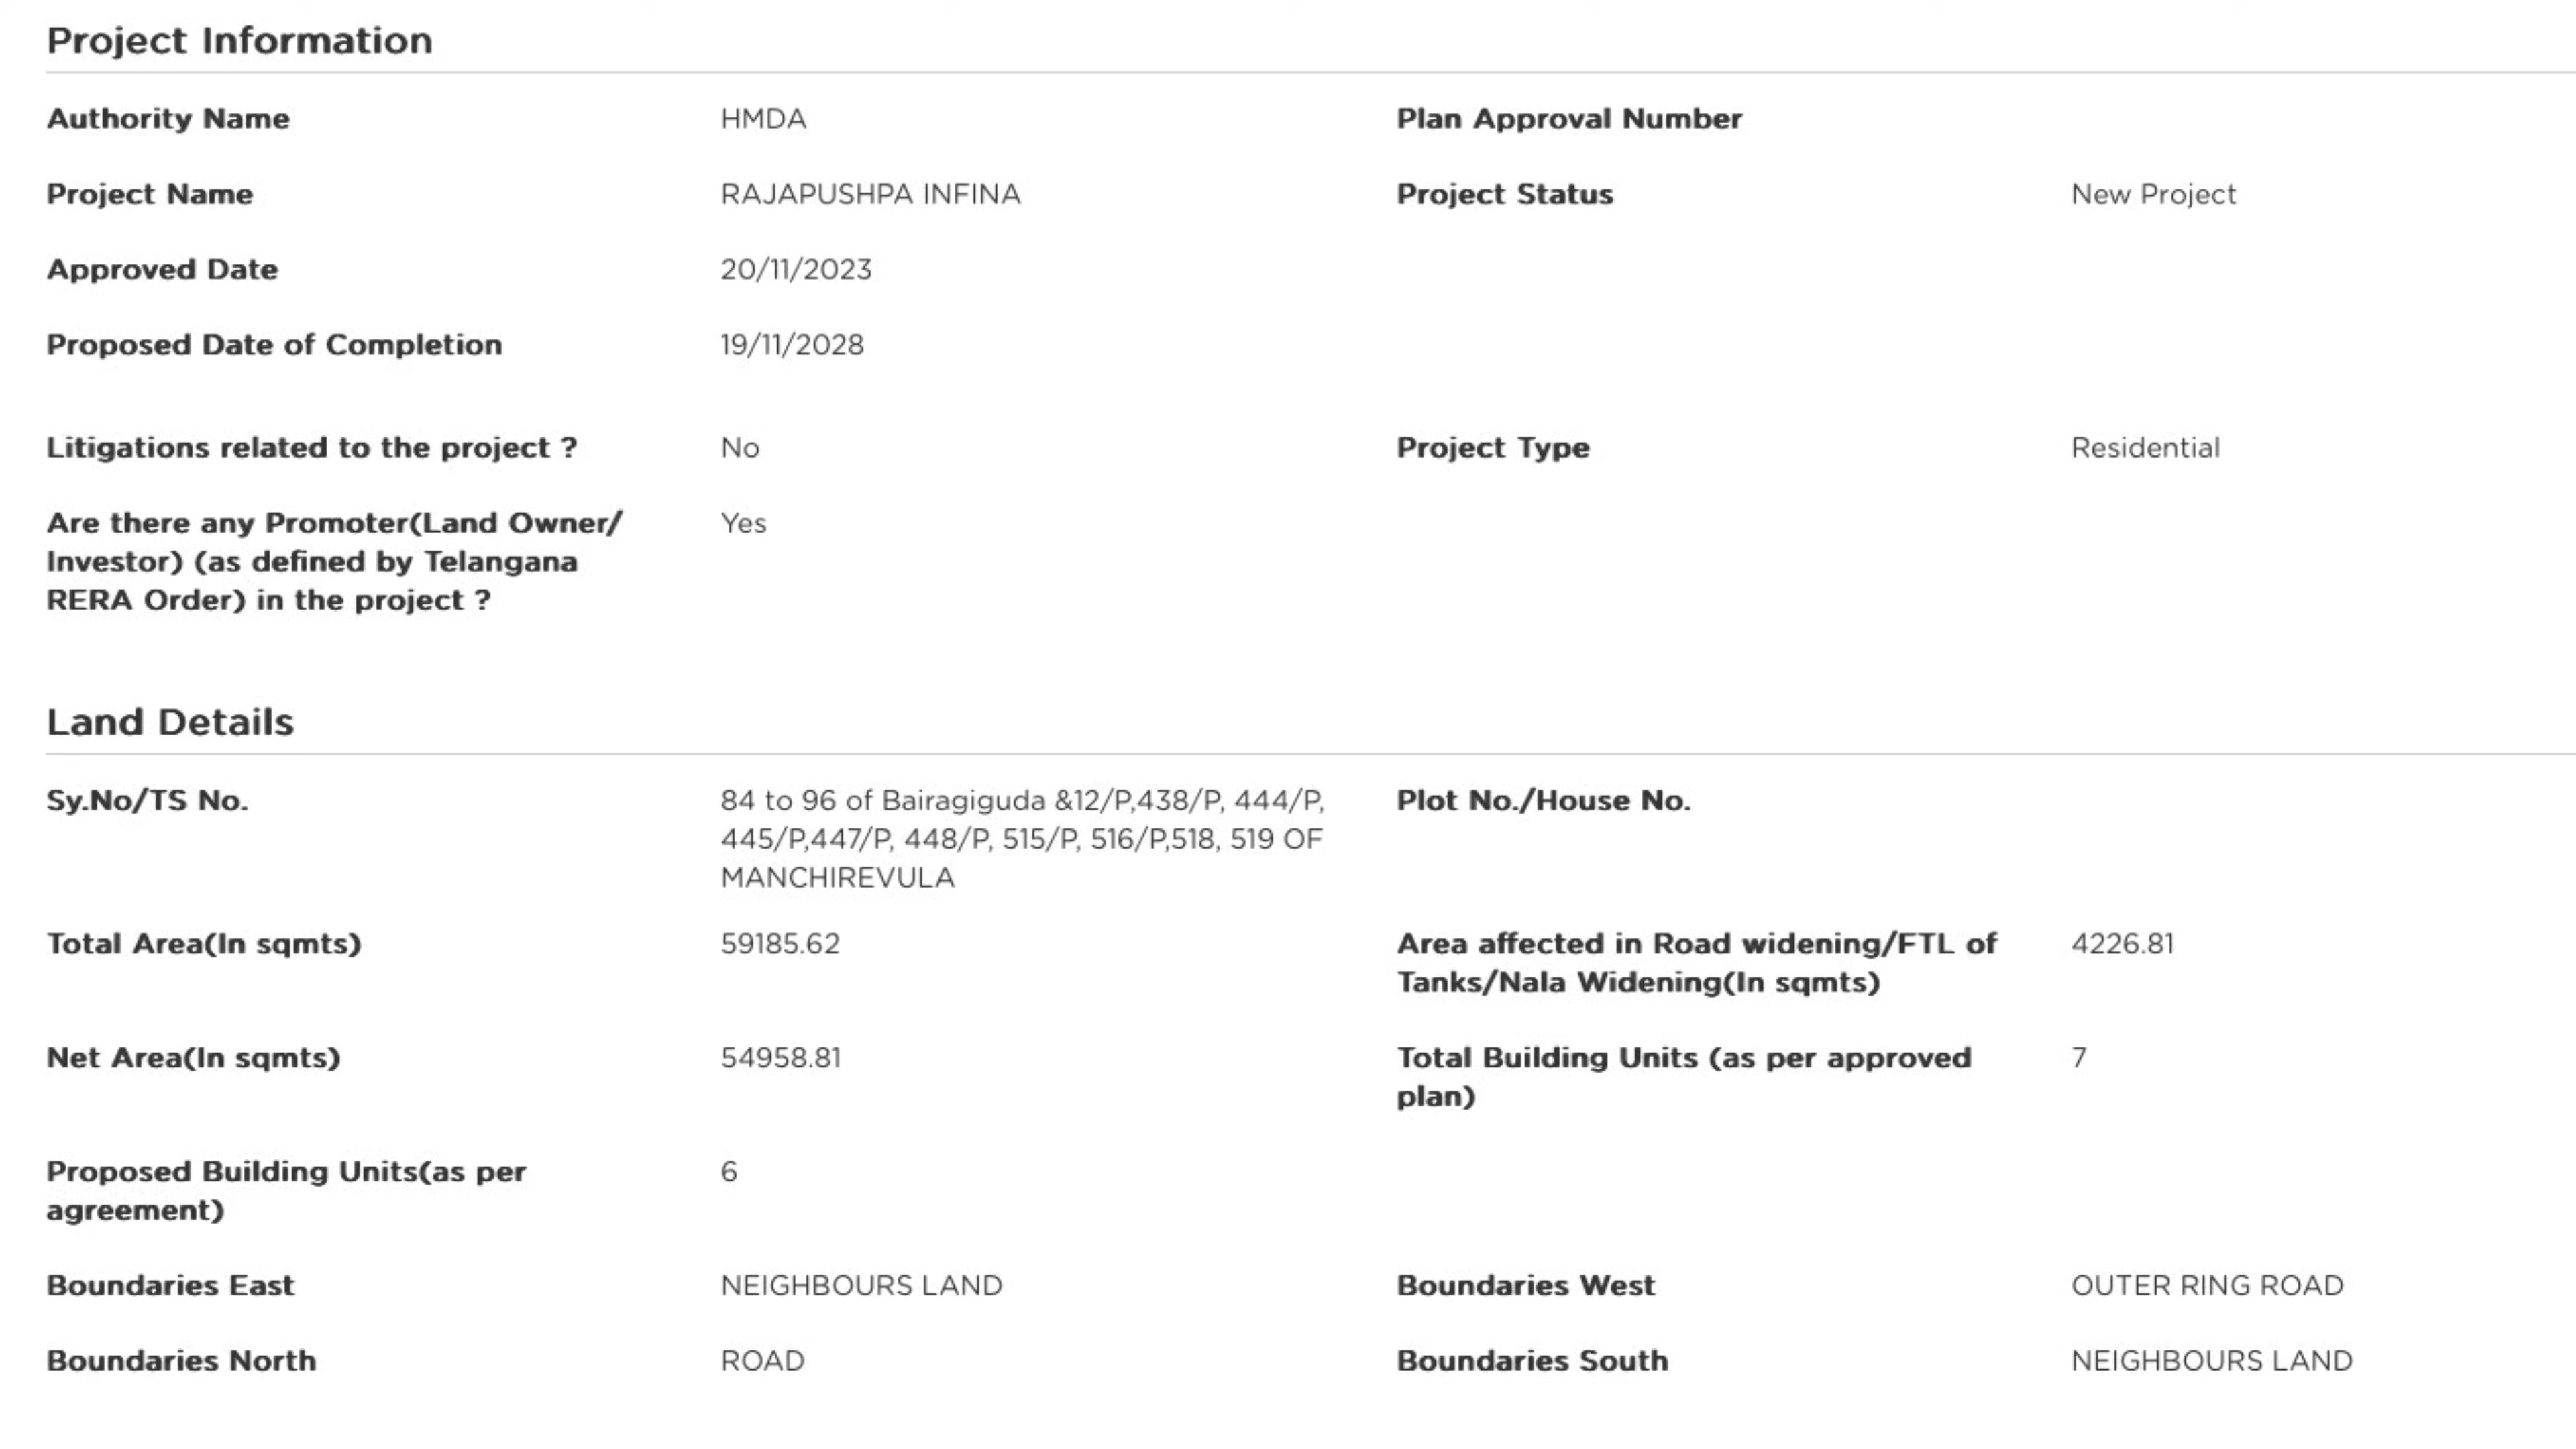 Project Information
Authority Name HMDA Plan Approval Number
Project Name RAJAPUSHPA INFINA Project Status New Project
Approved Date 20/11/2023
Proposed Date of Completion 19/11/2028
Litigations related to the project ? No Project Type Residential
Are there any Promoter(Land Owner/ Yes
Investor) (as defined by Telangana
RERA Order) in the project ?
Land Details
Sy.No/TS No. 84 to 96 of Bairagiguda &12/P,438/P, 444/P, Plot No./House No.
445/P,447/P, 448/P, 515/P, 516/P,518, 519 OF
MANCHIREVULA
Total Area(In sqmts) 59185.62 Area affected in Road widening/FTL of 4226.81
Tanks/Nala Widening(In sqmts)
Net Area(In sqmts) 54958.81 Total Building Units (as per approved 7
plan)
Proposed Building Units(as per 6
agreement)
Boundaries East NEIGHBOURS LAND Boundaries West OUTER RING ROAD
Boundaries North ROAD Boundaries South NEIGHBOURS LAND